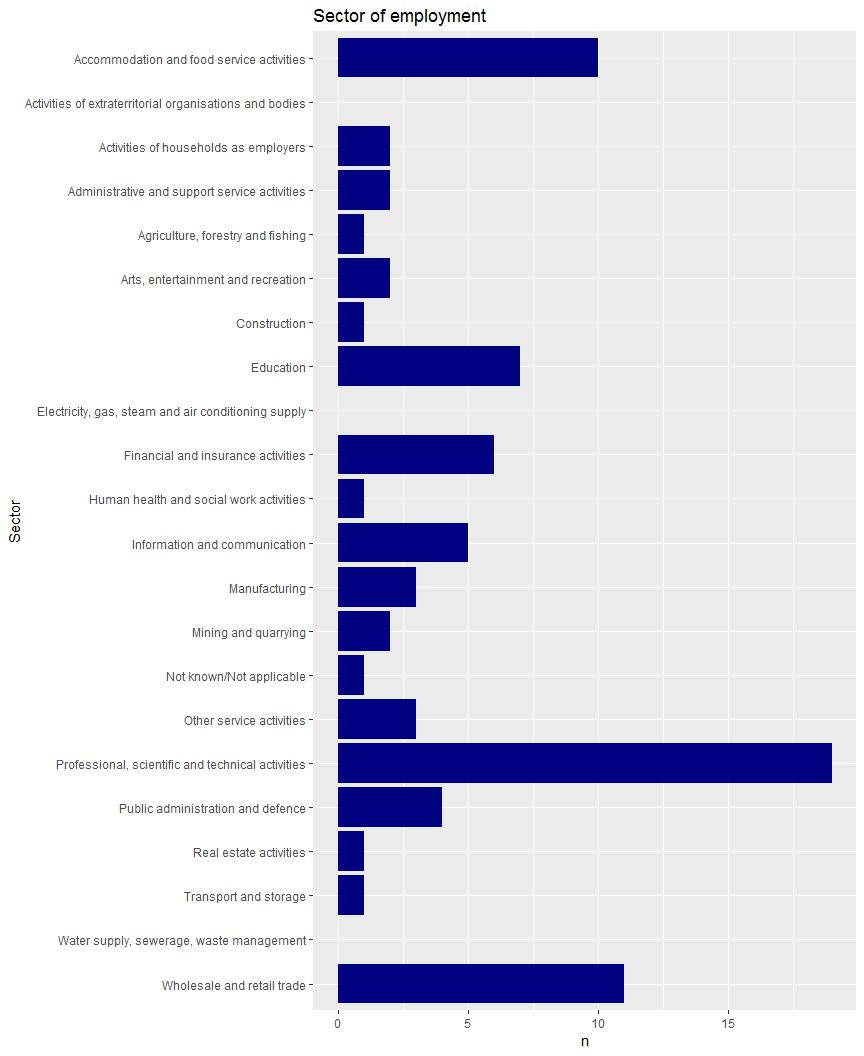 Sector of employment
Accommodation and food service activities
Activities of extraterritorial organisations and bodies
Activities of households as employers
Administrative and support service activities
Agriculture, forestry and fishing
Arts, entertainment and recreation
Construction
Education
Electricity, gas, steam and air conditioning supply
Financial and insurance activities
Human health and social work activities
Sector
Information and communication
Manufacturing
Mining and quarrying
Not known/Not applicable
Other service activities
Professional, scientific and technical activities
Public administration and defence
Real estate activities
Transport and storage
Water supply, sewerage, waste management
Wholesale and retail trade
0 5 10 15
n